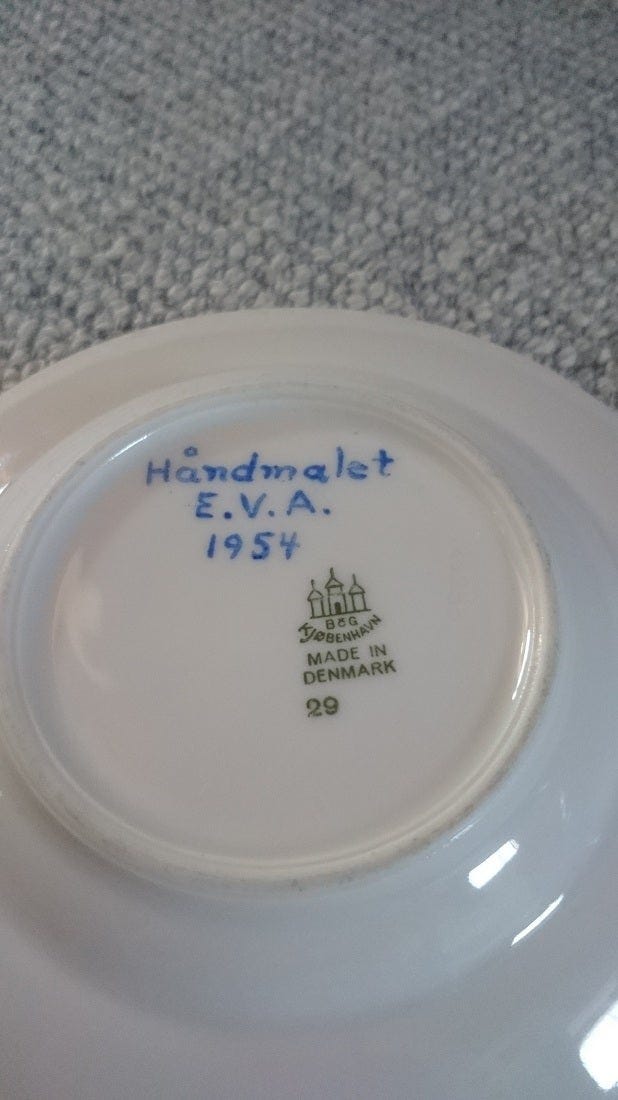 Håndmalet
E.V.A.
1954
B&G
KJØBENHAVN
MADE IN
DENMARK
29